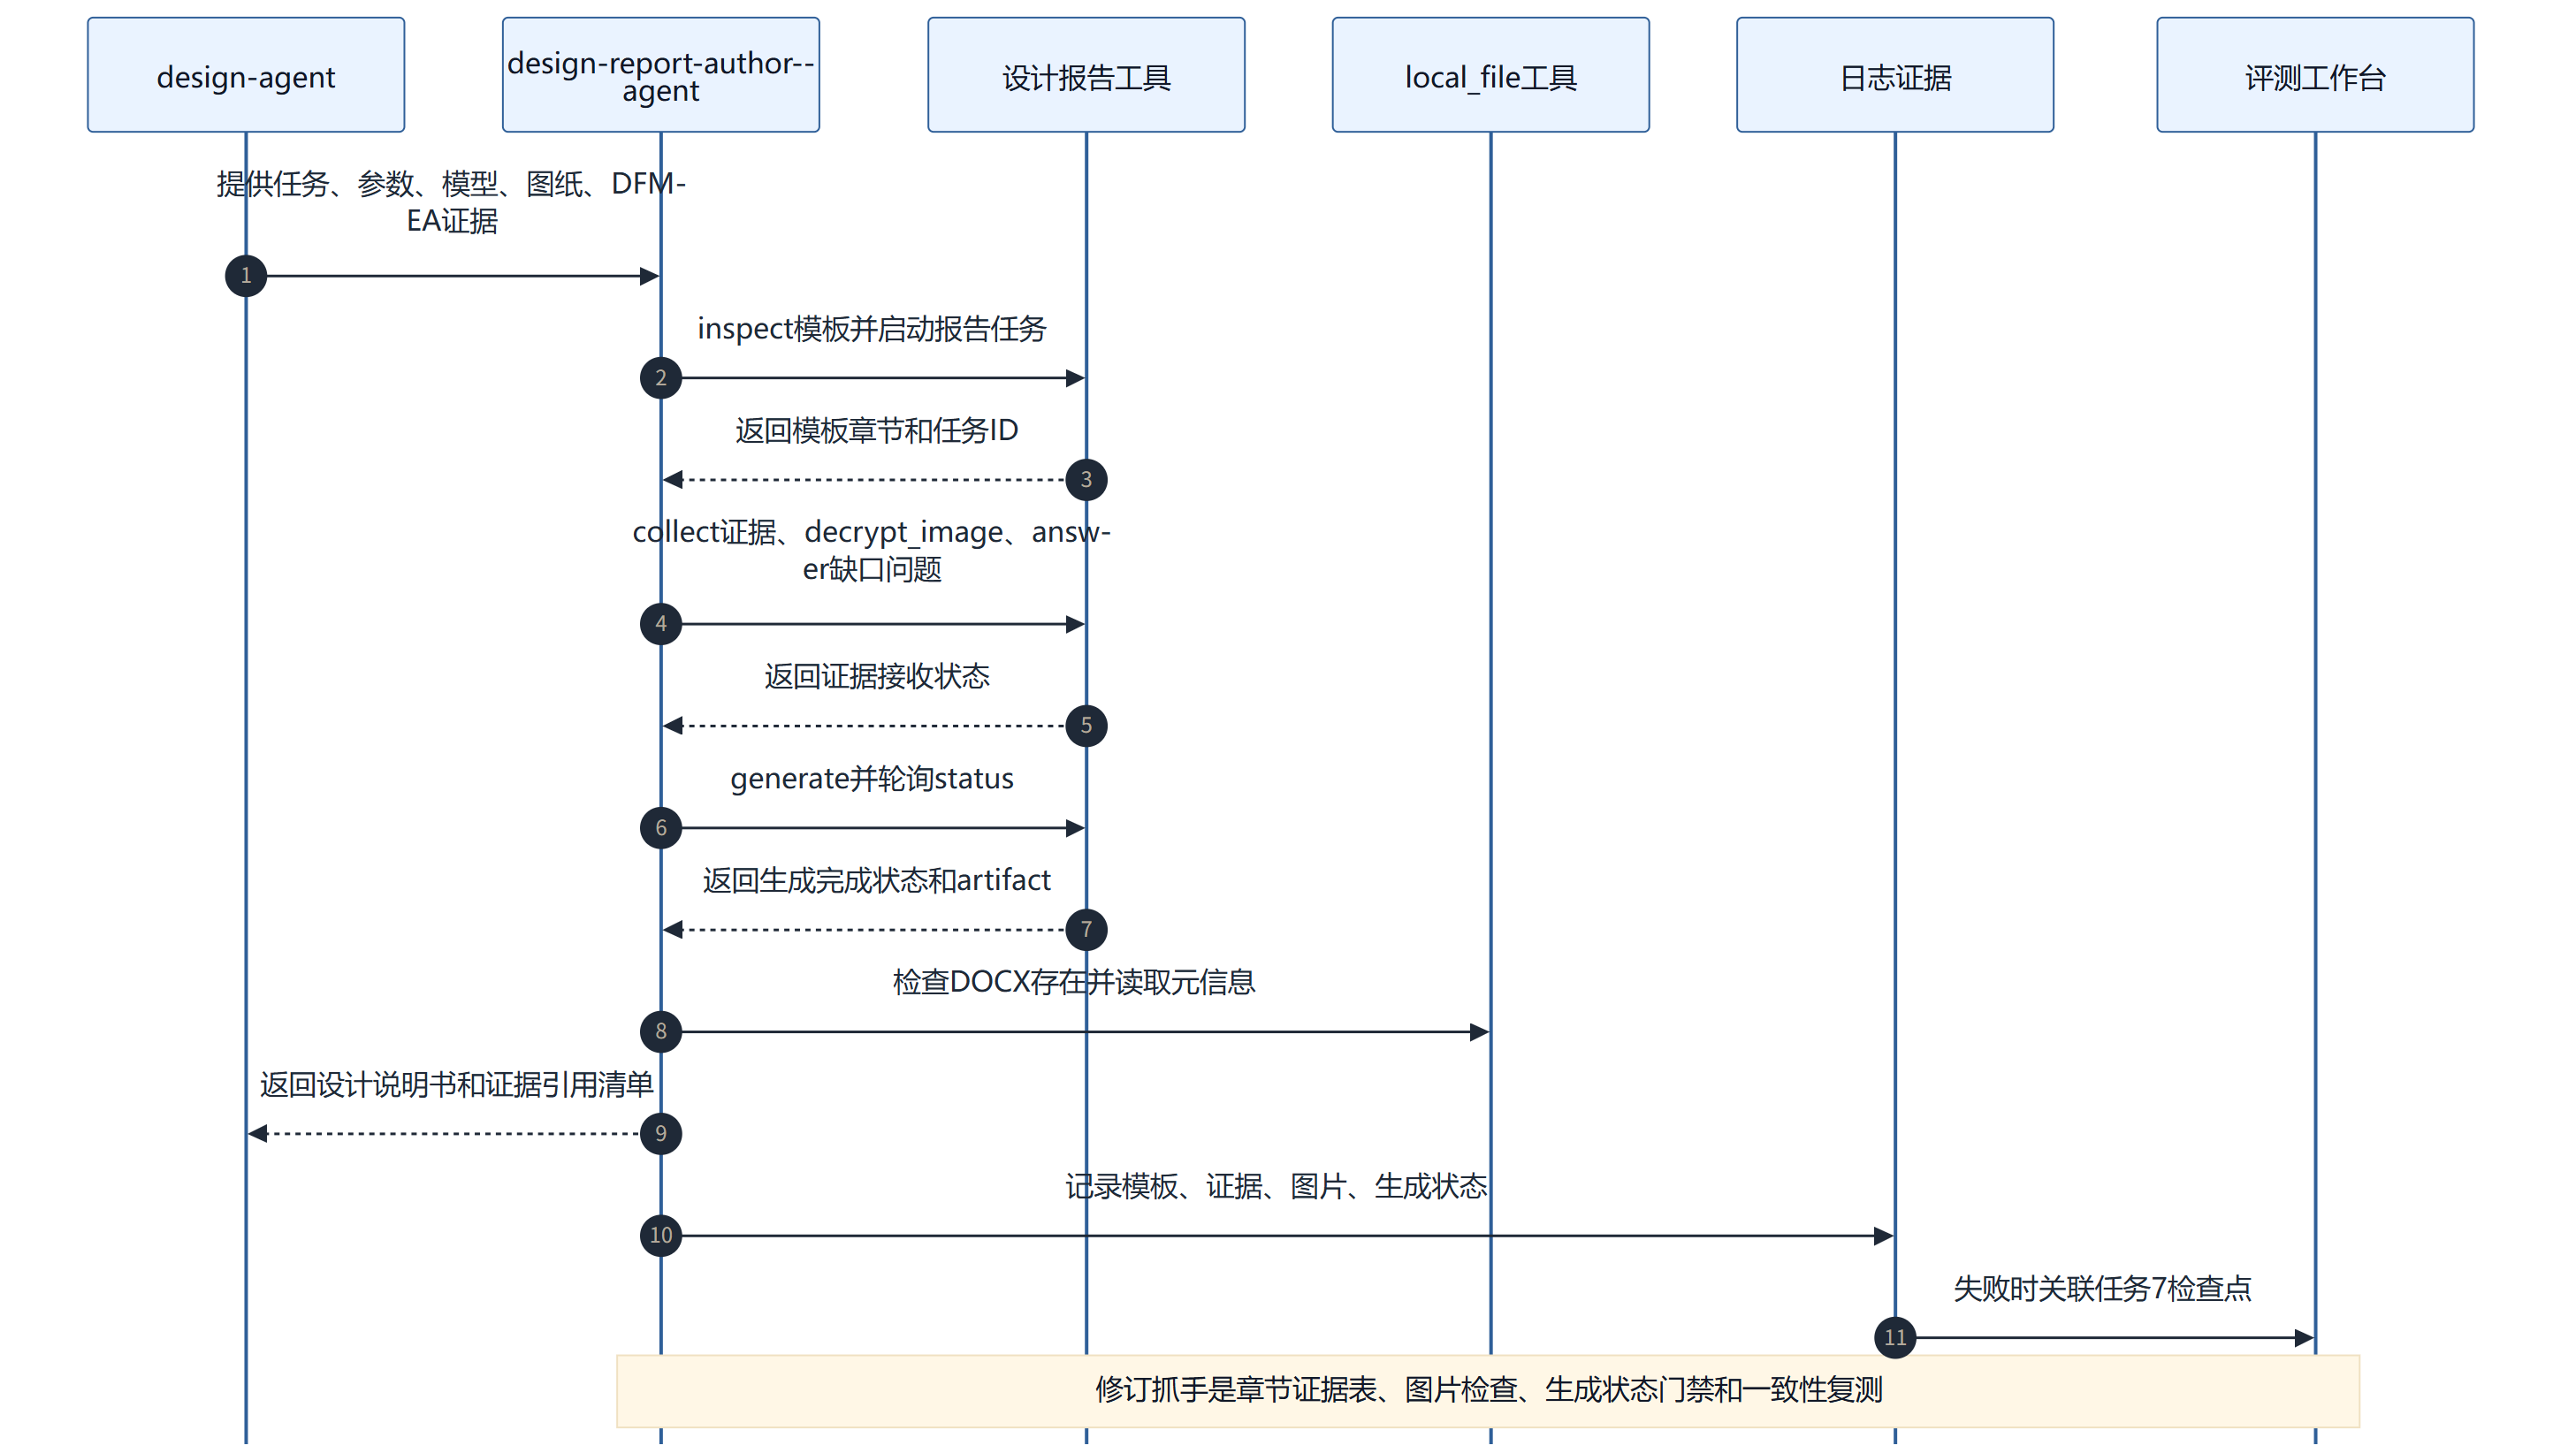 design-agent
design-report-author--
agent
设计报告工具
local_file工具
日志证据
评测工作台
提供任务、参数、模型、图纸、DFM-
EA证据
1
inspect模板并启动报告任务
2
返回模板章节和任务ID
3
collect证据、decrypt_image、answ-
er缺口问题
4
返回证据接收状态
5
generate并轮询status
6
返回生成完成状态和artifact
7
检查DOCX存在并读取元信息
8
返回设计说明书和证据引用清单
9
记录模板、证据、图片、生成状态
10
失败时关联任务7检查点
11
修订抓手是章节证据表、图片检查、生成状态门禁和一致性复测